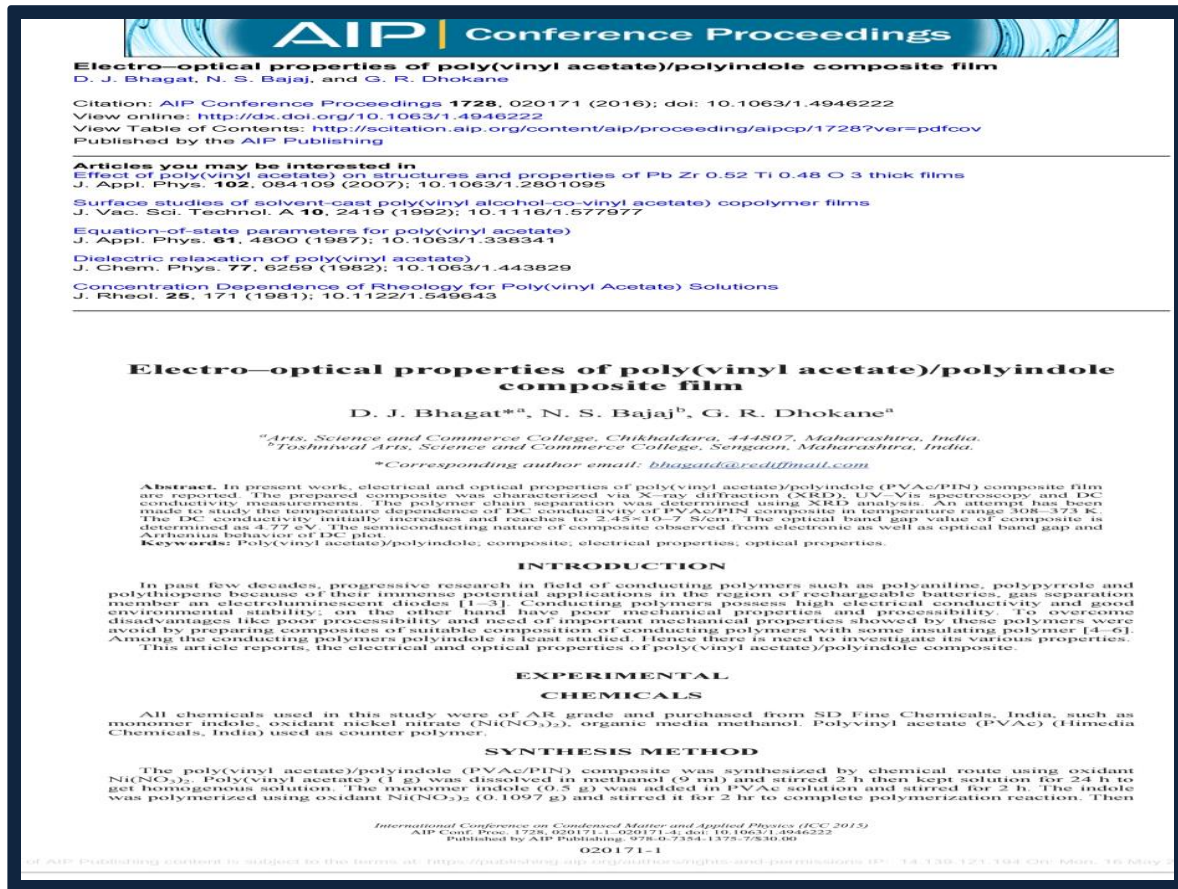 AIP | Conference Proceedings
Electro–optical properties of poly(vinyl acetate)/polyindole composite film
D. J. Bhagat, N. S. Bajaj, and G. R. Dhokane
Citation: AIP Conference Proceedings 1728, 020171 (2016); doi: 10.1063/1.4946222
View online: http://dx.doi.org/10.1063/1.4946222
View Table of Contents: http://scitation.aip.org/content/aip/proceeding/aipcp/1728?ver=pdfcov
Published by the AIP Publishing
Articles you may be interested in
Effect of poly(vinyl acetate) on structures and properties of Pb Zr 0.52 Ti 0.48 O 3 thick films
J. Appl. Phys. 102, 084109 (2007); 10.1063/1.2801095
Surface studies of solvent-cast poly(vinyl alcohol-co-vinyl acetate) copolymer films
J. Vac. Sci. Technol. A 10, 2419 (1992); 10.1116/1.577977
Equation-of-state parameters for poly(vinyl acetate)
J. Appl. Phys. 61, 4800 (1987); 10.1063/1.338341
Dielectric relaxation of poly(vinyl acetate)
J. Chem. Phys. 77, 6259 (1982); 10.1063/1.443829
Concentration Dependence of Rheology for Poly(vinyl Acetate) Solutions
J. Rheol. 25, 171 (1981); 10.1122/1.549643
Electro–optical properties of poly(vinyl acetate)/polyindole
composite film
D. J. Bhagat*ᵃ, N. S. Bajajᵇ, G. R. Dhokaneᵃ
ᵃArts, Science and Commerce College, Chikhaldara, 444807, Maharashtra, India.
ᵇToshniwal Arts, Science and Commerce College, Sengaon, Maharashtra, India.
*Corresponding author email: bhagatd@rediffmail.com
Abstract. In present work, electrical and optical properties of poly(vinyl acetate)/polyindole (PVAc/PIN) composite film
are reported. The prepared composite was characterized via X–ray diffraction (XRD), UV–Vis spectroscopy and DC
conductivity measurements. The polymer chain separation was determined using XRD analysis. An attempt has been
made to study the temperature dependence of DC conductivity of PVAc/PIN composite in temperature range 308–373 K.
The DC conductivity initially increases and reaches to 2.45×10–7 S/cm. The optical band gap value of composite is
determined as 4.77 eV. The semiconducting nature of composite observed from electronic as well as optical band gap and
Arrhenius behavior of DC plot.
Keywords: Poly(vinyl acetate)/polyindole; composite; electrical properties; optical properties.
INTRODUCTION
In past few decades, progressive research in field of conducting polymers such as polyaniline, polypyrrole and
polythiopene because of their immense potential applications in the region of rechargeable batteries, gas separation
member an electroluminescent diodes [1–3]. Conducting polymers possess high electrical conductivity and good
environmental stability; on the other hand have poor mechanical properties and processibility. To overcome
disadvantages like poor processibility and need of important mechanical properties showed by these polymers were
avoid by preparing composites of suitable composition of conducting polymers with some insulating polymer [4–6].
Among the conducting polymers polyindole is least studied. Hence there is need to investigate its various properties.
This article reports, the electrical and optical properties of poly(vinyl acetate)/polyindole composite.
EXPERIMENTAL
CHEMICALS
All chemicals used in this study were of AR grade and purchased from SD Fine Chemicals, India, such as
monomer indole, oxidant nickel nitrate (Ni(NO₃)₂), organic media methanol. Polyvinyl acetate (PVAc) (Himedia
Chemicals, India) used as counter polymer.
SYNTHESIS METHOD
The poly(vinyl acetate)/polyindole (PVAc/PIN) composite was synthesized by chemical route using oxidant
Ni(NO₃)₂. Poly(vinyl acetate) (1 g) was dissolved in methanol (9 ml) and stirred 2 h then kept solution for 24 h to
get homogenous solution. The monomer indole (0.5 g) was added in PVAc solution and stirred for 2 h. The indole
was polymerized using oxidant Ni(NO₃)₂ (0.1097 g) and stirred it for 2 hr to complete polymerization reaction. Then
International Conference on Condensed Matter and Applied Physics (ICC 2015)
AIP Conf. Proc. 1728, 020171-1–020171-4; doi: 10.1063/1.4946222
Published by AIP Publishing. 978-0-7354-1375-7/$30.00
020171-1
of AIP Publishing content is subject to the terms at: https://publishing.aip.org/authors/rights-and-permissions IP: 14.139.121.194 On: Mon, 16 May 2